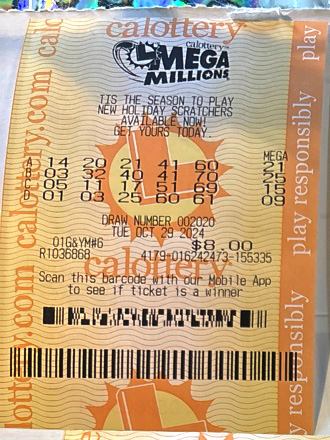 calottery
calottery
MEGA
MILLIONS
'TIS THE SEASON TO PLAY
NEW HOLIDAY SCRATCHERS
AVAILABLE NOW!
GET YOURS TODAY.
MEGA
A 14 20 21 41 60 21
B 03 32 40 41 70 25
C 05 11 17 51 69 15
D 01 03 25 60 61 09
DRAW NUMBER 002020
TUE OCT 29 2024
01G&YM#6 $8.00
R1036868 4179-016242473-155335
calottery
Scan this barcode with our Mobile App
to see if ticket is a winner
calottery.com
calottery.com
play responsibly
play